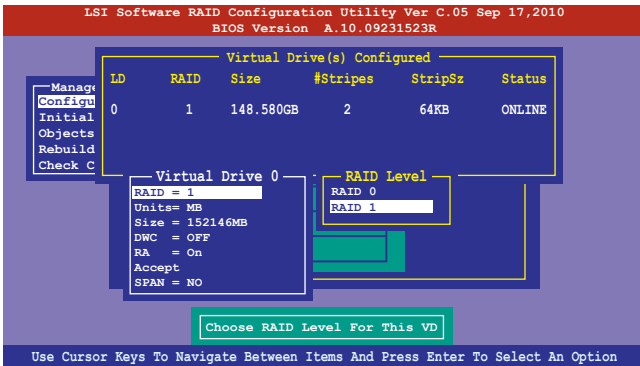 LSI Software RAID Configuration Utility Ver C.05 Sep 17,2010
BIOS Version A.10.09231523R
Virtual Drive(s) Configured
LD RAID Size #Stripes StripSz Status
0 1 148.580GB 2 64KB ONLINE
Manage
Configu
Initial
Objects
Rebuild
Check C
Virtual Drive 0
RAID = 1
Units= MB
Size = 152146MB
DWC = OFF
RA = On
Accept
SPAN = NO
RAID Level
RAID 0
RAID 1
Choose RAID Level For This VD
Use Cursor Keys To Navigate Between Items And Press Enter To Select An Option